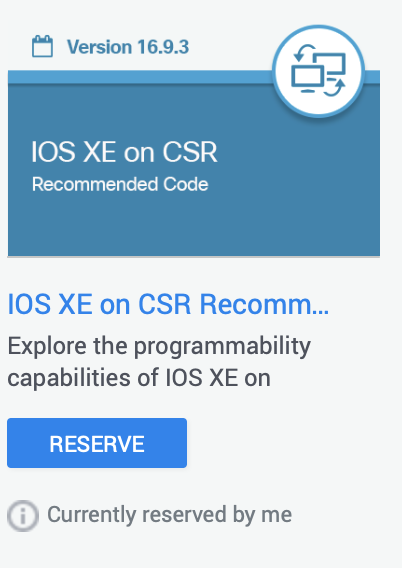 Version 16.9.3
IOS XE on CSR
Recommended Code
IOS XE on CSR Recomm...
Explore the programmability
capabilities of IOS XE on
RESERVE
Currently reserved by me